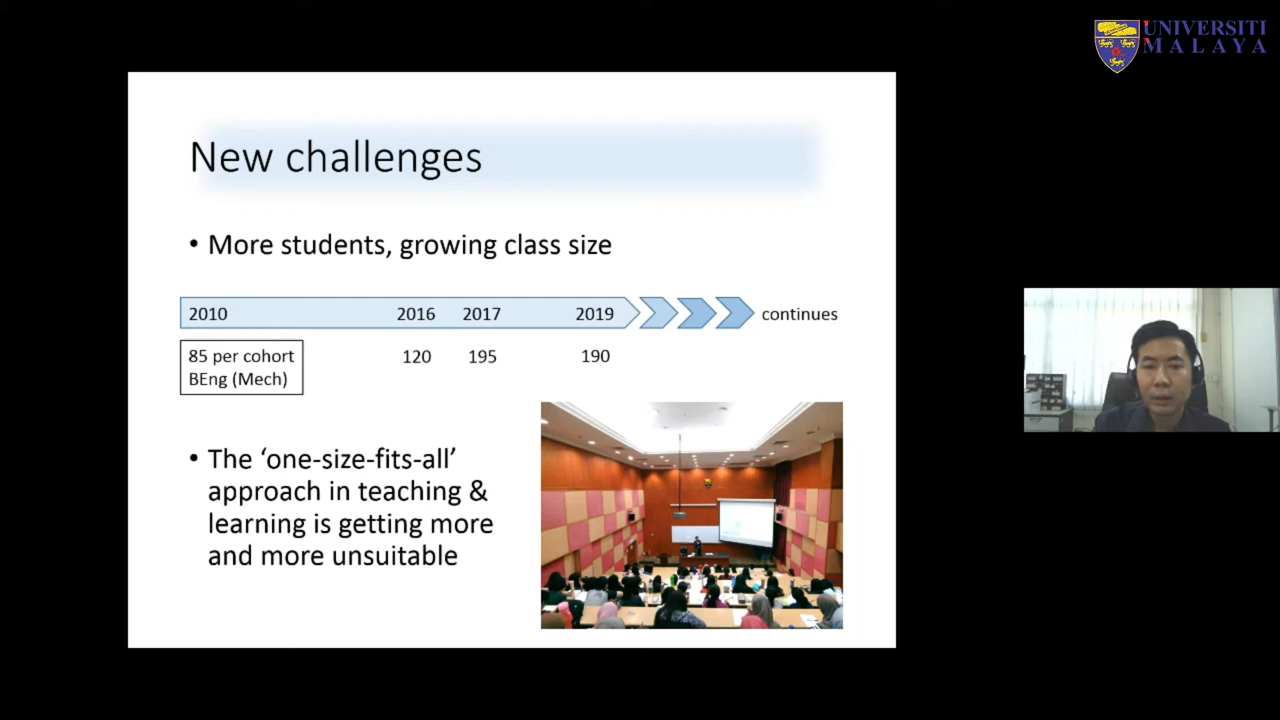 UNIVERSITI
MALAYA
New challenges
• More students, growing class size
2010 2016 2017 2019 continues
85 per cohort 120 195 190
BEng (Mech)
• The ‘one-size-fits-all’
approach in teaching &
learning is getting more
and more unsuitable